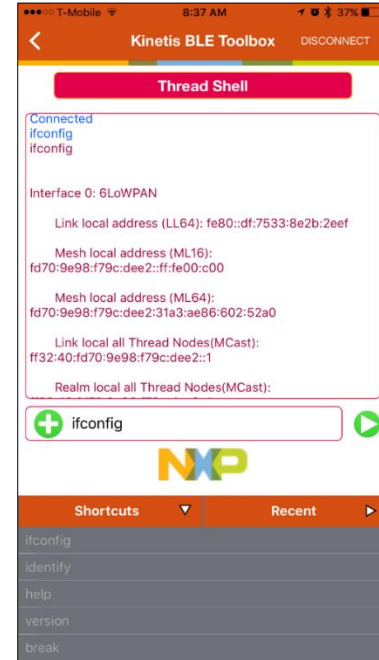 T-Mobile 8:37 AM 37%
Kinetis BLE Toolbox DISCONNECT
Thread Shell
Connected
ifconfig
ifconfig
Interface 0: 6LoWPAN
Link local address (LL64): fe80::df:7533:8e2b:2eef
Mesh local address (ML16):
fd70:9e98:f79c:dee2::ff:fe00:c00
Mesh local address (ML64):
fd70:9e98:f79c:dee2:31a3:ae86:602:52a0
Link local all Thread Nodes(MCast):
ff32:40:fd70:9e98:f79c:dee2::1
Realm local all Thread Nodes(MCast):
ifconfig
NXP
Shortcuts Recent
ifconfig
identify
help
version
break